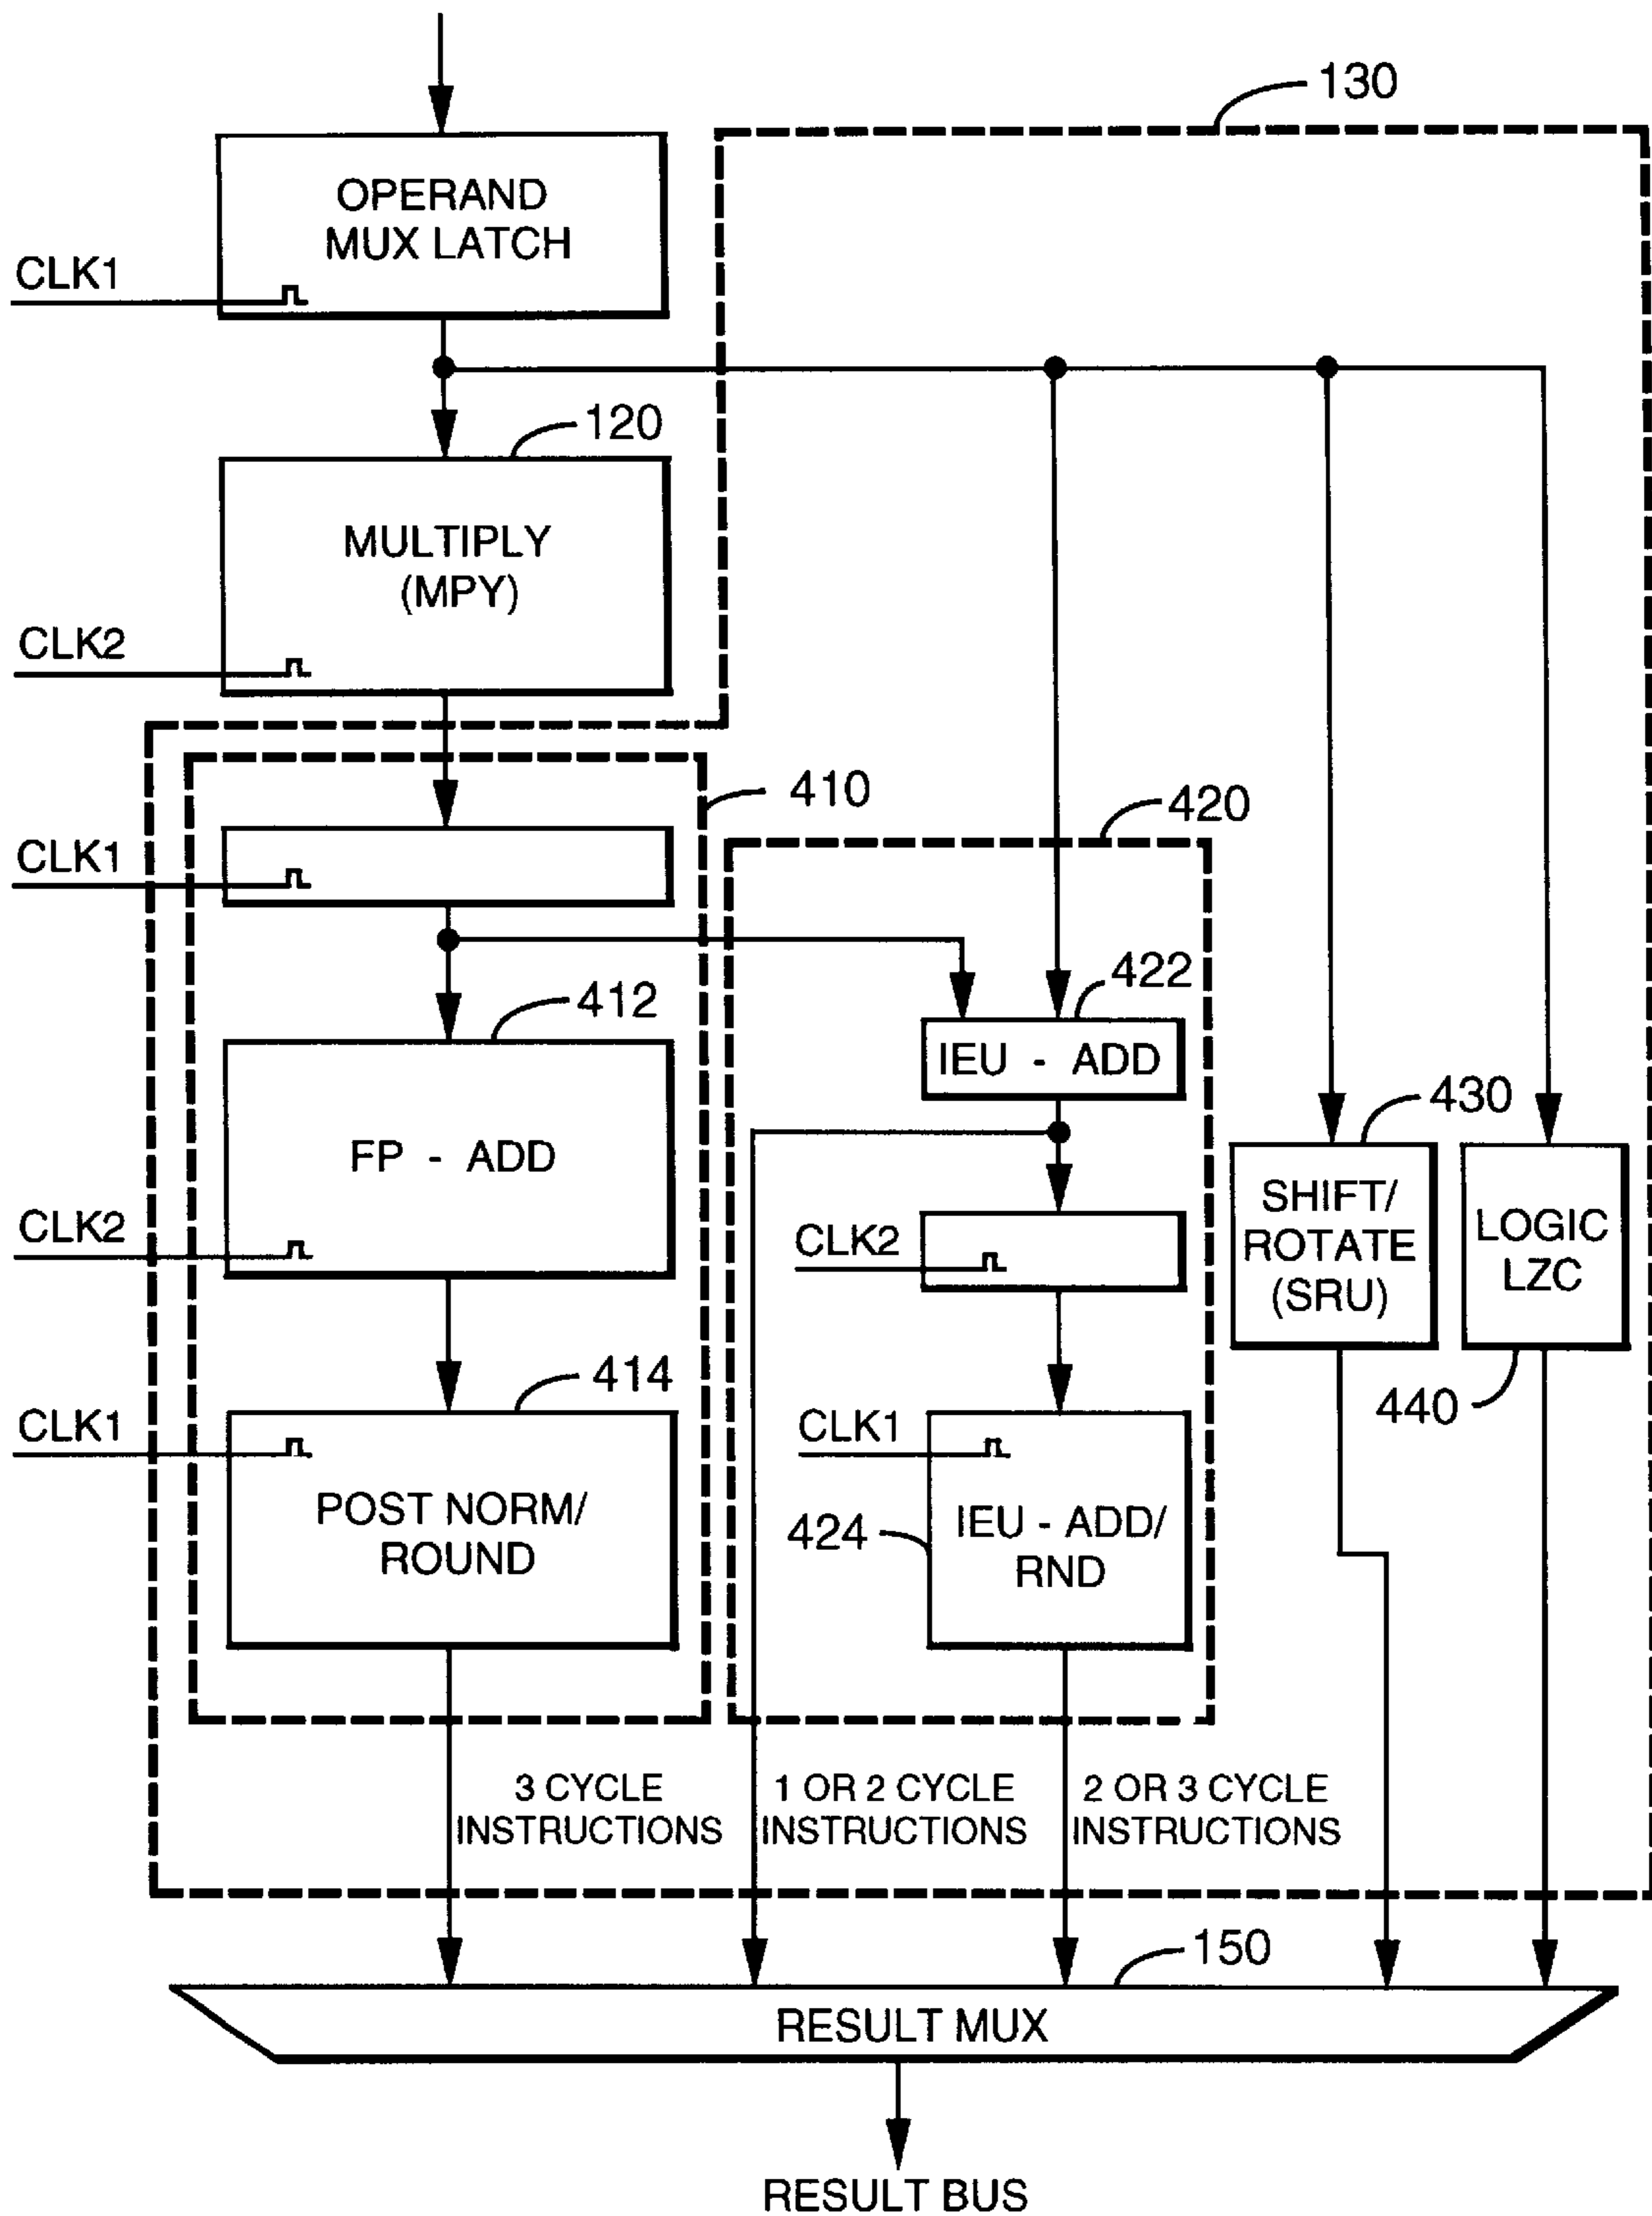 130
OPERAND
MUX LATCH
CLK1
120
MULTIPLY
(MPY)
CLK2
410
420
CLK1
422
412
IEU - ADD
430
FP - ADD
SHIFT/
ROTATE
(SRU)
LOGIC
LZC
CLK2
CLK2
414
440
CLK1
CLK1
POST NORM/
ROUND
424
IEU - ADD/
RND
3 CYCLE
INSTRUCTIONS
1 OR 2 CYCLE
INSTRUCTIONS
2 OR 3 CYCLE
INSTRUCTIONS
150
RESULT MUX
RESULT BUS